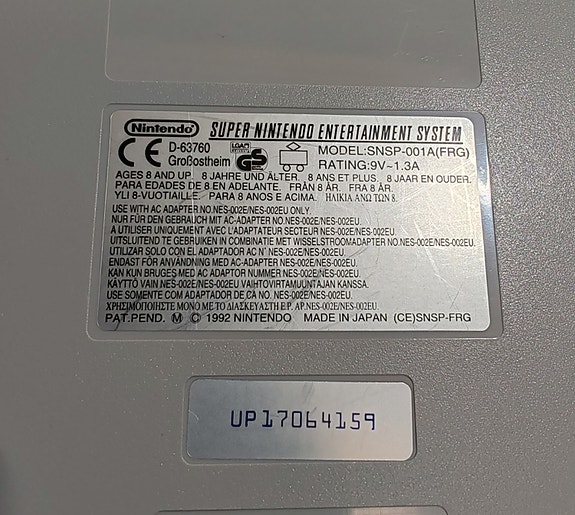 Nintendo SUPER NINTENDO ENTERTAINMENT SYSTEM
CE D-63760 Großostheim GS MODEL:SNSP-001A(FRG)
RATING:9V~1.3A
AGES 8 AND UP. 8 JAHRE UND ÄLTER. 8 ANS ET PLUS. 8 JAAR EN OUDER.
PARA EDADES DE 8 EN ADELANTE. FRÅN 8 ÅR. FRA 8 ÅR.
YLI 8-VUOTIAILLE. PARA 8 ANOS E ACIMA. ΗΛΙΚΙΑ ΑΝΩ ΤΩΝ 8.
USE WITH AC ADAPTER NO.NES-002E/NES-002EU ONLY.
NUR FÜR DEN GEBRAUCH MIT AC-ADAPTER NO.NES-002E/NES-002EU.
A UTILISER UNIQUEMENT AVEC L'ADAPTATEUR SECTEUR NES-002E/NES-002EU.
UITSLUITEND TE GEBRUIKEN IN COMBINATIE MET WISSELSTROOMADAPTER NO.NES-002E/NES-002EU.
UTILIZAR SOLO CON EL ADAPTADOR AC N˚ NES-002E/NES-002EU.
ENDAST FÖR ANVÄNDNING MED AC-ADAPTER NES-002E/NES-002EU.
KAN KUN BRUGES MED AC ADAPTOR NUMMER NES-002E/NES-002EU.
KÄYTTÖ VAIN NES-002E/NES-002EU VAIHTOVIRTAMUUNTAJAN KANSSA.
USE SOMENTE COM ADAPTADOR DE CA NO. NES-002E/NES-002EU.
ΧΡΗΣΙΜΟΠΟΙΗΣΤΕ ΜΟΝΟ ΜΕ ΤΟ ΔΙΑΣΚΕΥΑΣΤΗ Ε.Ρ. ΑΡ.NES-002E/NES-002EU.
PAT.PEND. M © 1992 NINTENDO MADE IN JAPAN (CE)SNSP-FRG
UP17064159